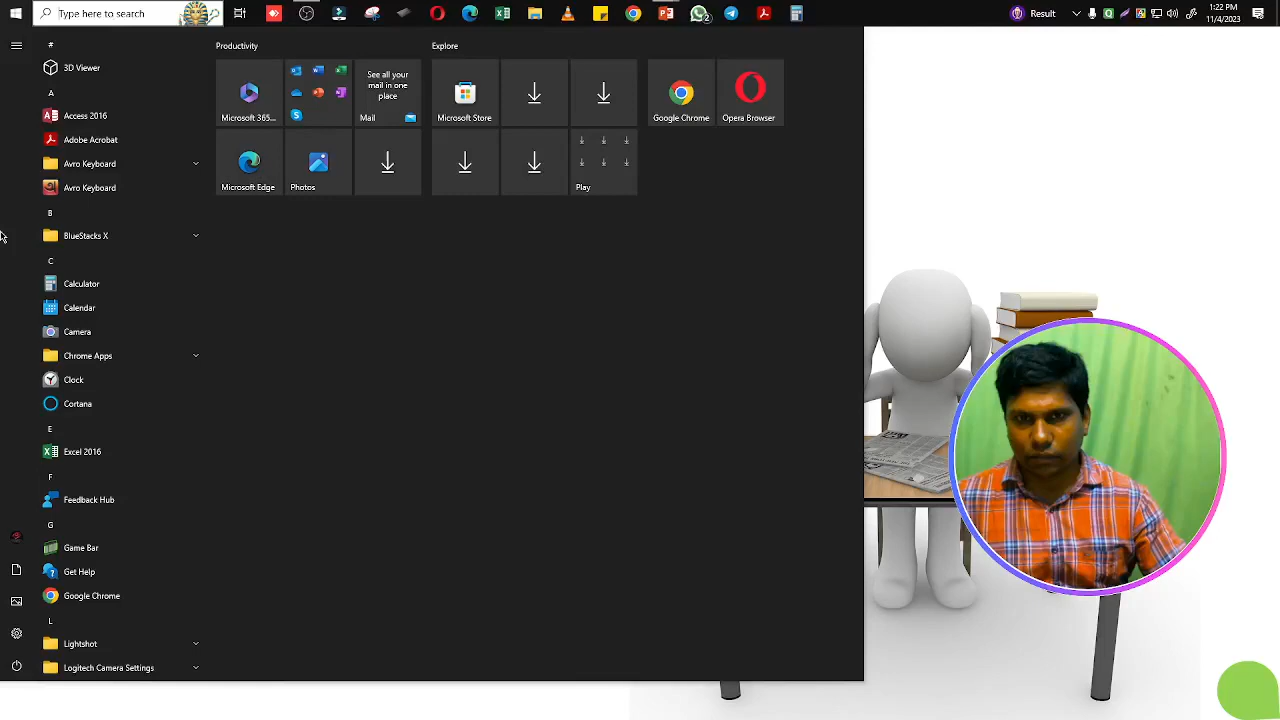 Type here to search
2
Result
1:22 PM
11/4/2023
#
3D Viewer
A
Access 2016
Adobe Acrobat
Avro Keyboard
Avro Keyboard
B
BlueStacks X
C
Calculator
Calendar
Camera
Chrome Apps
Clock
Cortana
E
Excel 2016
F
Feedback Hub
G
Game Bar
Get Help
Google Chrome
L
Lightshot
Logitech Camera Settings
Productivity
Microsoft 365...
See all
your mail
in one
place
Mail
Microsoft Edge
Photos
Explore
Microsoft Store
Play
Google Chrome
Opera Browser